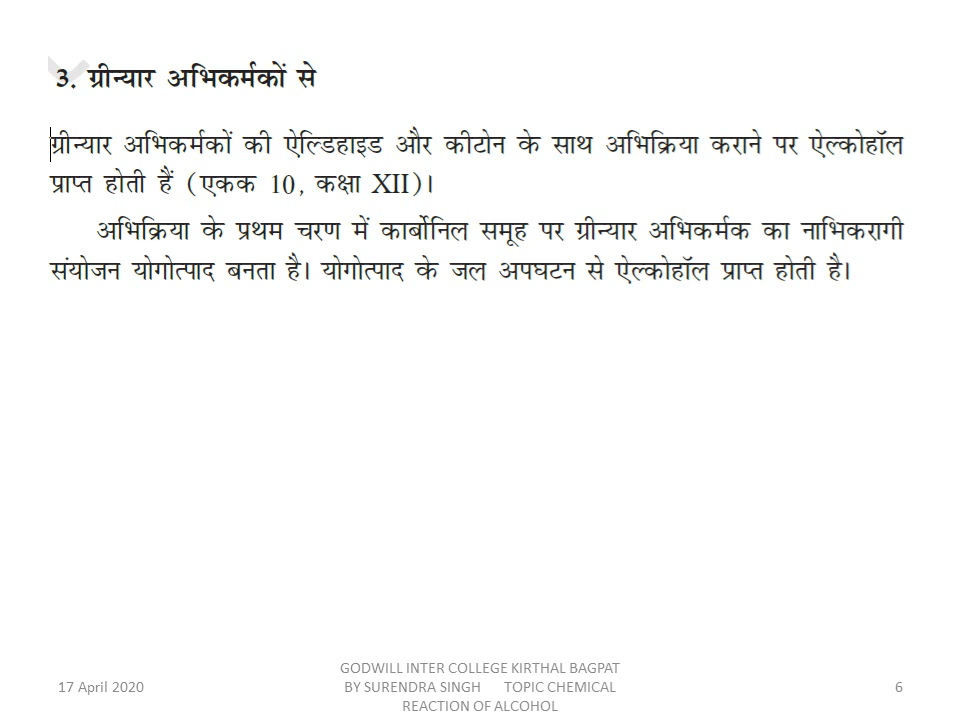 3. ग्रीन्यार अभिकर्मकों से
ग्रीन्यार अभिकर्मकों की ऐल्डिहाइड और कीटोन के साथ अभिक्रिया कराने पर ऐल्कोहॉल
प्राप्त होती हैं (एकक 10, कक्षा XII)।
अभिक्रिया के प्रथम चरण में कार्बोनिल समूह पर ग्रीन्यार अभिकर्मक का नाभिकरागी
संयोजन योगोत्पाद बनता है। योगोत्पाद के जल अपघटन से ऐल्कोहॉल प्राप्त होती है।
17 April 2020
GODWILL INTER COLLEGE KIRTHAL BAGPAT
BY SURENDRA SINGH TOPIC CHEMICAL
REACTION OF ALCOHOL
6